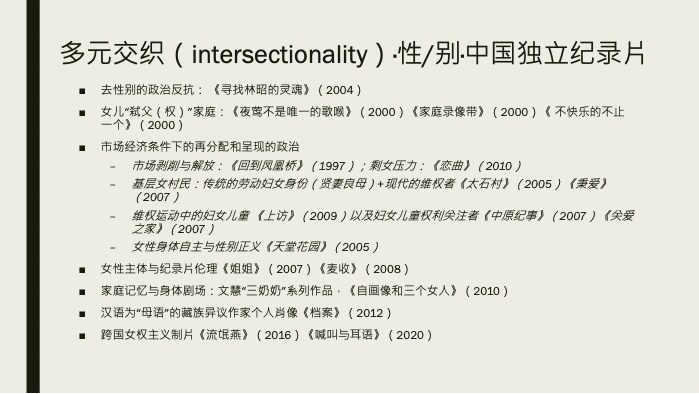 多元交织（intersectionality）·性/别·中国独立纪录片
■ 去性别的政治反抗：《寻找林昭的灵魂》（2004）
■ 女儿“弑父（权）”家庭：《夜莺不是唯一的歌喉》（2000）《家庭录像带》（2000）《 不快乐的不止
一个》（2000）
■ 市场经济条件下的再分配和呈现的政治
– 市场剥削与解放：《回到凤凰桥》（1997）；剩女压力：《恋曲》（2010）
– 基层女村民：传统的劳动妇女身份（贤妻良母）+现代的维权者《太石村》（2005）《秉爱》
（2007）
– 维权运动中的妇女儿童 《上访》（2009）以及妇女儿童权利关注者《中原纪事》（2007）《关爱
之家》（2007）
– 女性身体自主与性别正义《天堂花园》（2005）
■ 女性主体与纪录片伦理《姐姐》（2007）《麦收》（2008）
■ 家庭记忆与身体剧场：文慧“三奶奶”系列作品·《自画像和三个女人》（2010）
■ 汉语为“母语”的藏族异议作家个人肖像《档案》（2012）
■ 跨国女权主义制片《流氓燕》（2016）《喊叫与耳语》（2020）